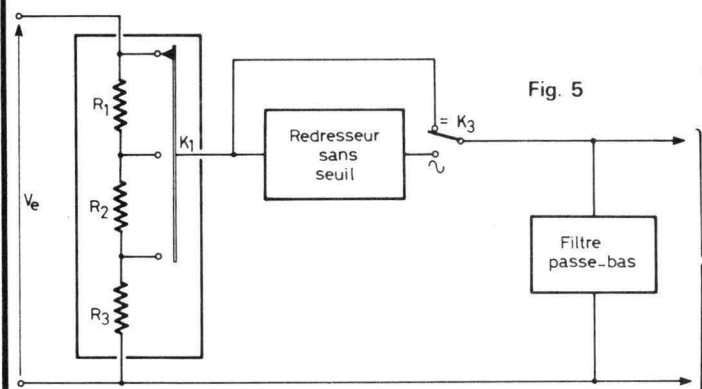 Fig. 5
R1
K1
= K3
Redresseur
sans
seuil
~
Ve
R2
Filtre
passe-bas
R3